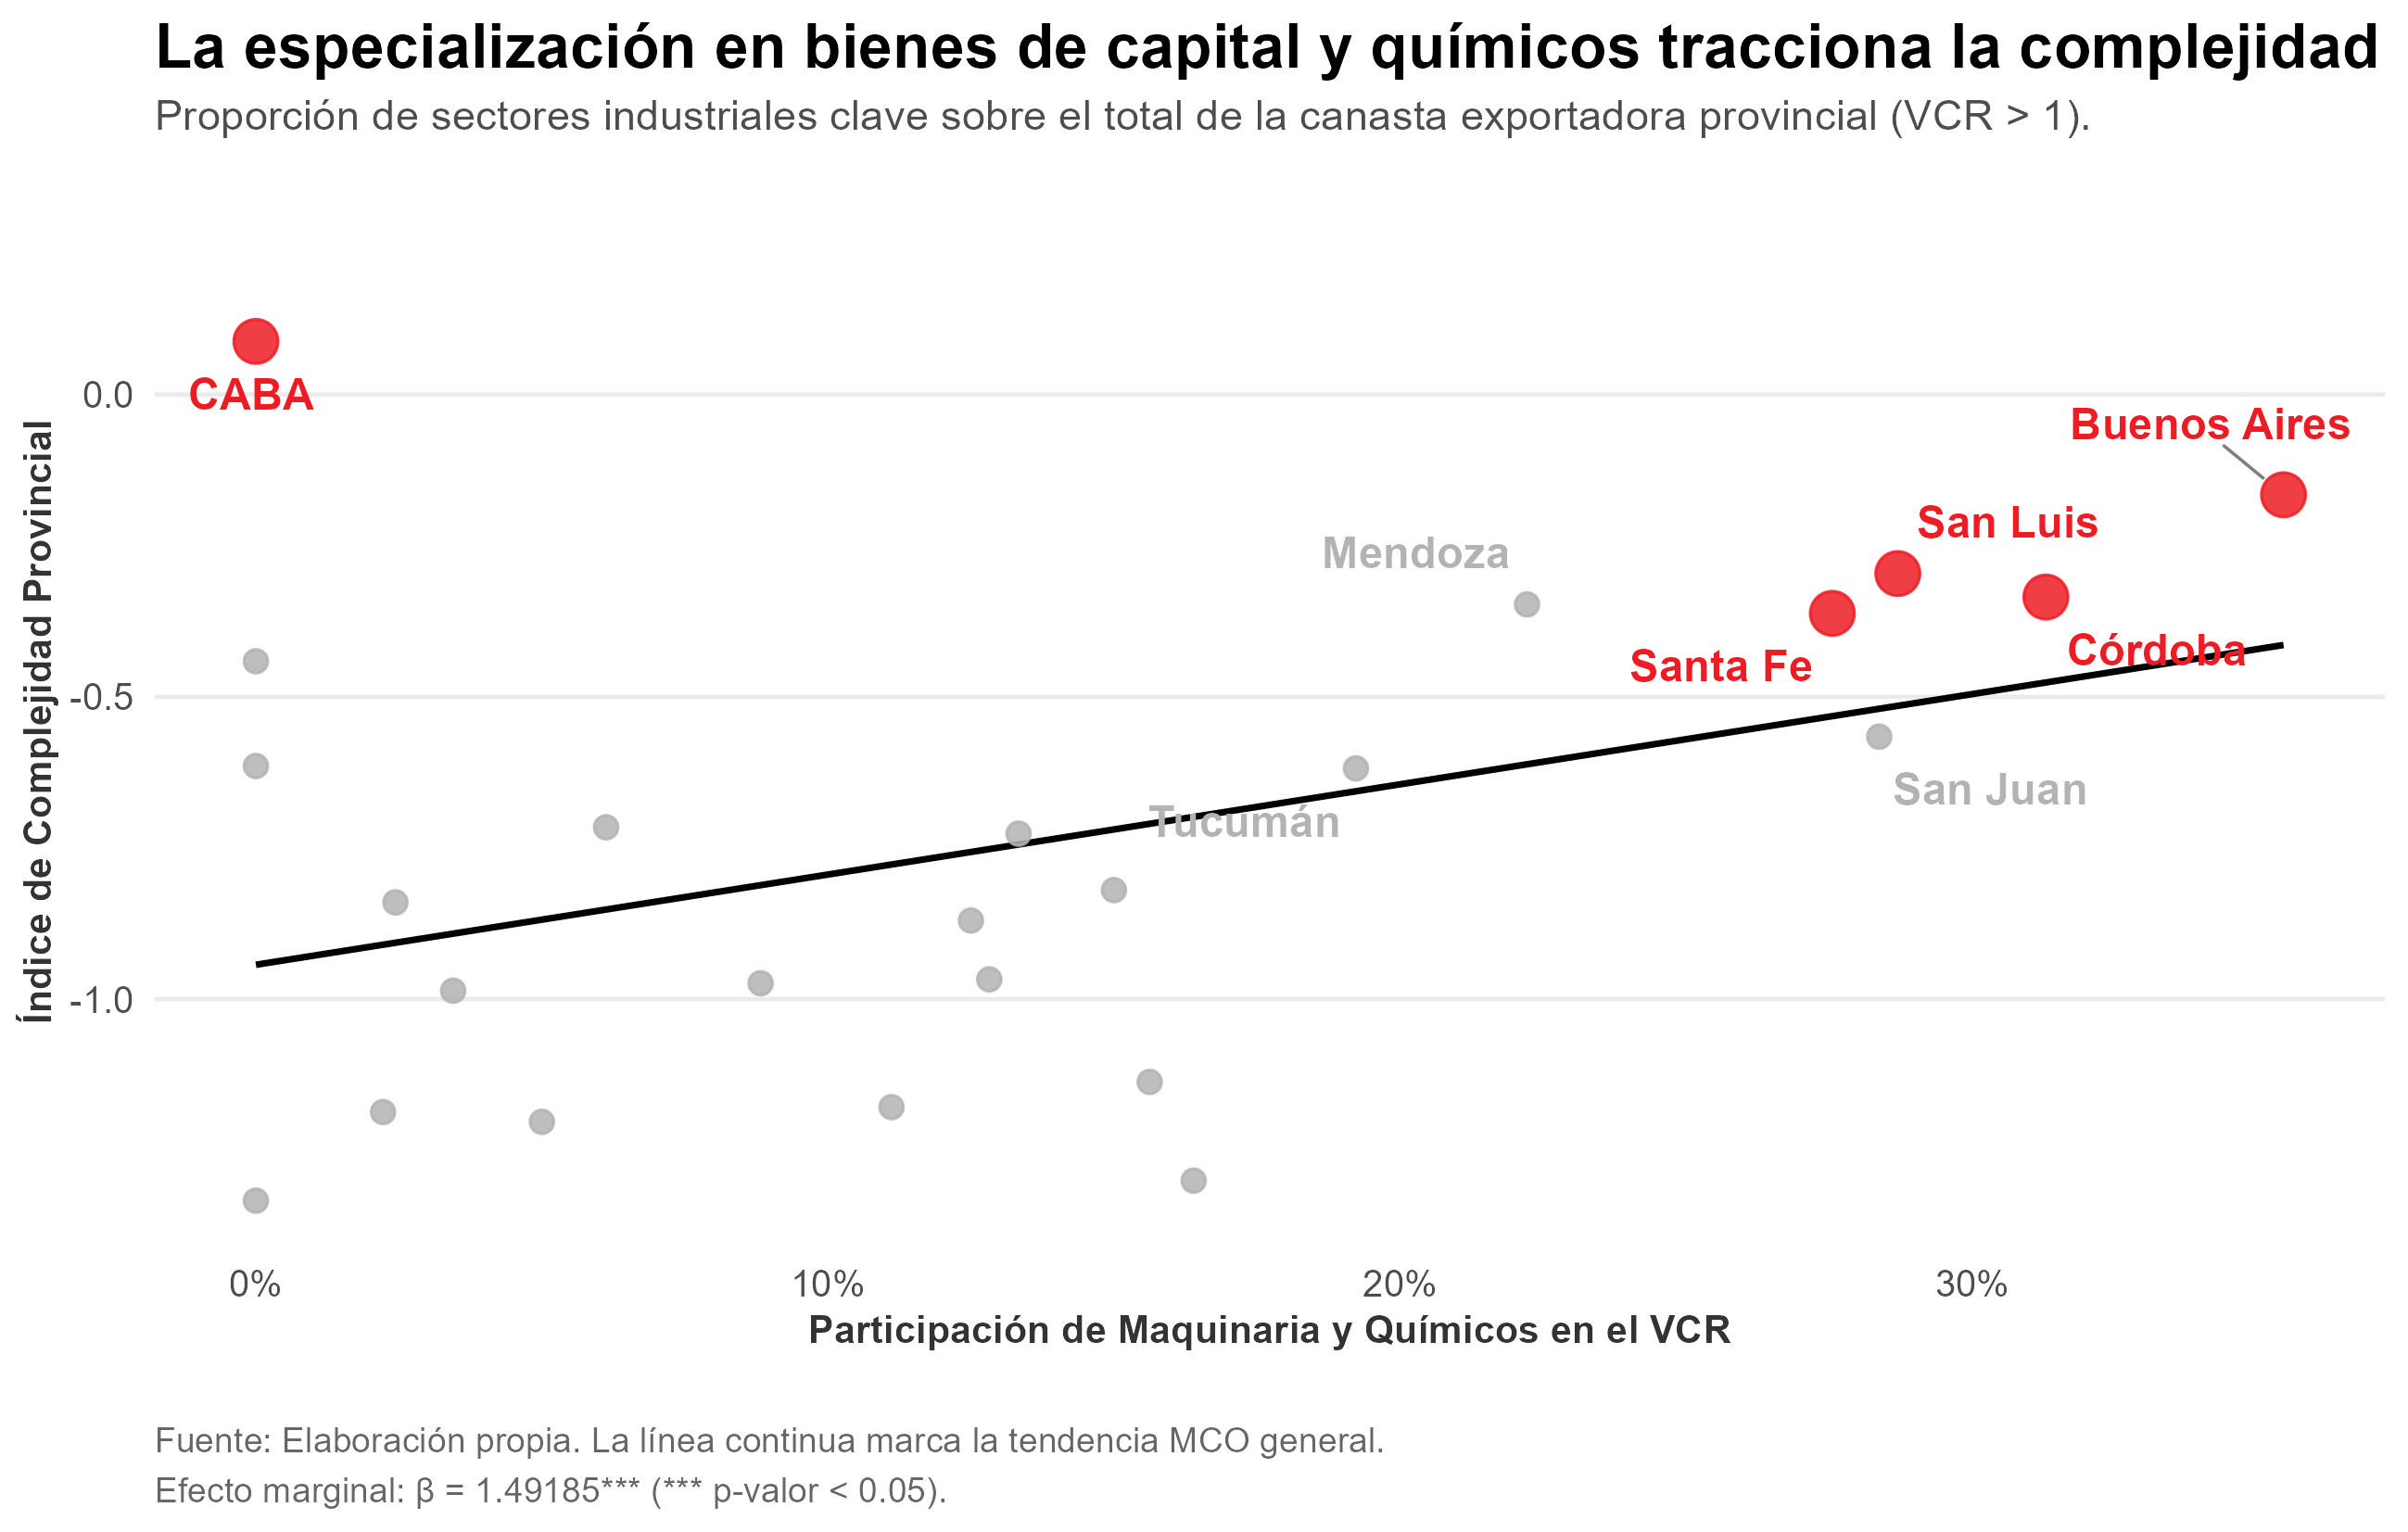 La especialización en bienes de capital y químicos tracciona la complejidad
Proporción de sectores industriales clave sobre el total de la canasta exportadora provincial (VCR > 1).
Índice de Complejidad Provincial
0.0
-0.5
-1.0
CABA
Buenos Aires
San Luis
Mendoza
Córdoba
Santa Fe
San Juan
Tucumán
0%
10%
20%
30%
Participación de Maquinaria y Químicos en el VCR
Fuente: Elaboración propia. La línea continua marca la tendencia MCO general.
Efecto marginal: β = 1.49185*** (*** p-valor < 0.05).